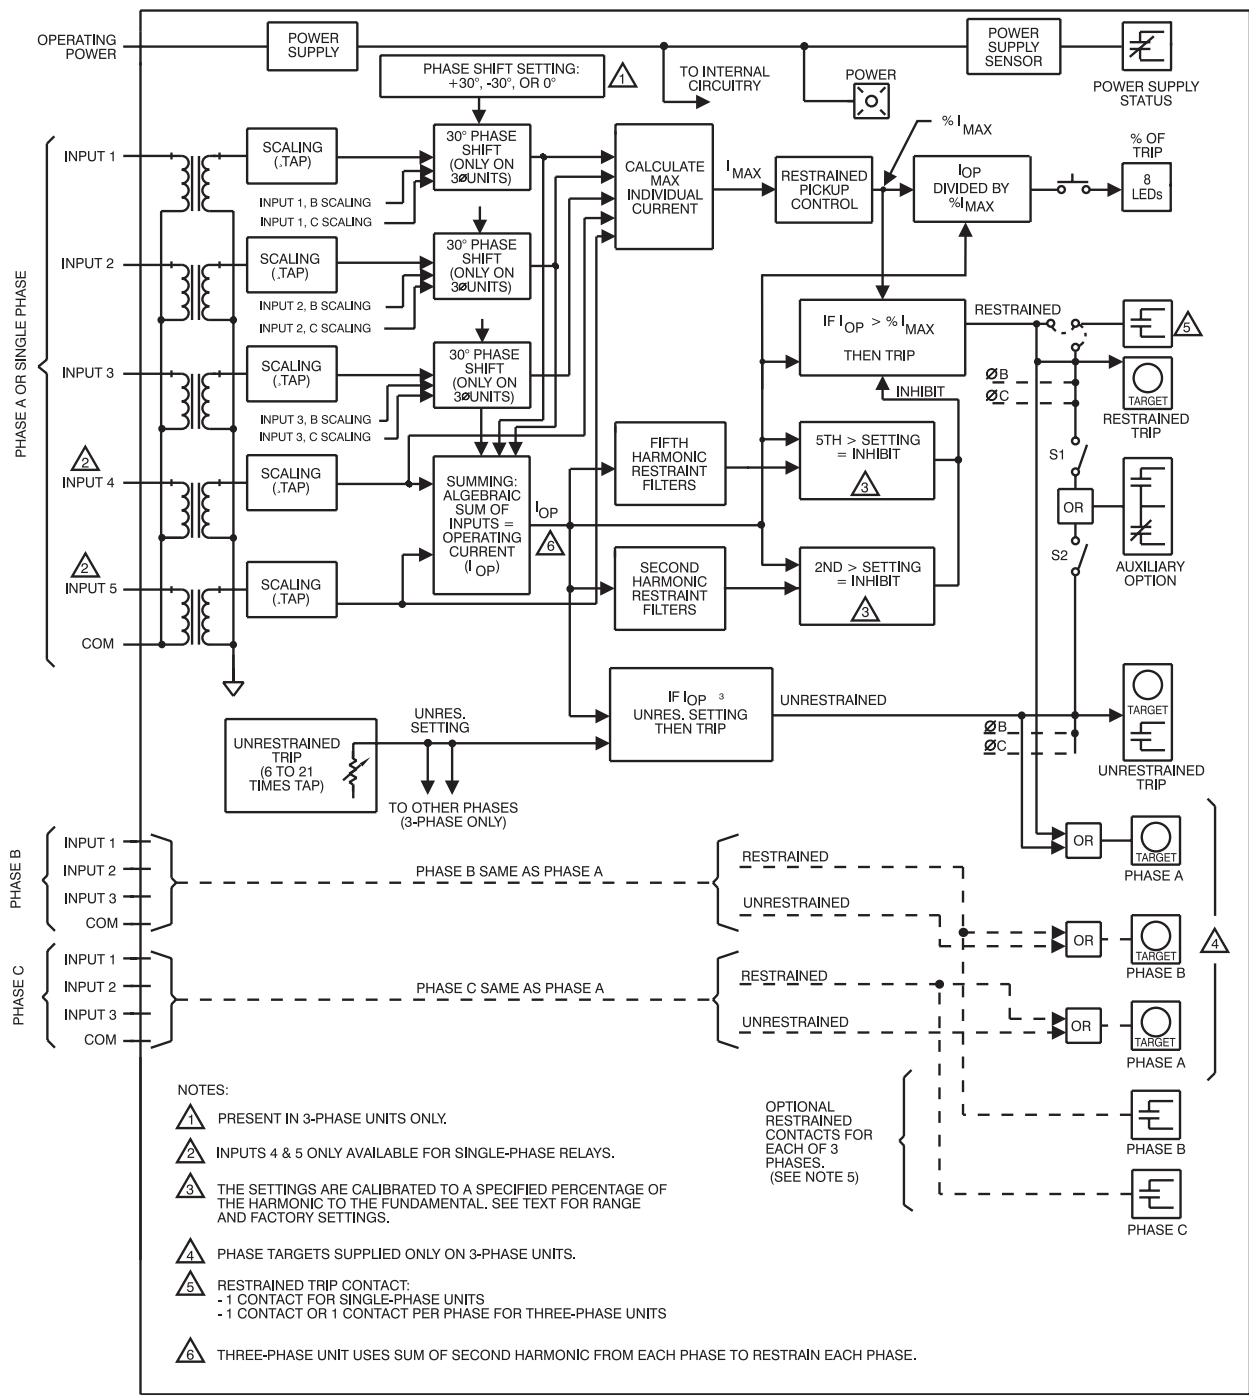 OPERATING
POWER
POWER
SUPPLY
POWER
SUPPLY
SENSOR
POWER SUPPLY
STATUS
PHASE SHIFT SETTING:
+30°, -30°, OR 0°
1
TO INTERNAL
CIRCUITRY
POWER
PHASE A OR SINGLE PHASE
INPUT 1
SCALING
(.TAP)
30° PHASE
SHIFT
(ONLY ON
3ØUNITS)
INPUT 1, B SCALING
INPUT 1, C SCALING
CALCULATE
MAX
INDIVIDUAL
CURRENT
I MAX
RESTRAINED
PICKUP
CONTROL
% I MAX
IOP
DIVIDED BY
%IMAX
% OF
TRIP
8
LEDs
INPUT 2
SCALING
(.TAP)
30° PHASE
SHIFT
(ONLY ON
3ØUNITS)
INPUT 2, B SCALING
INPUT 2, C SCALING
IF IOP > % IMAX
THEN TRIP
RESTRAINED
5
INPUT 3
SCALING
(.TAP)
30° PHASE
SHIFT
(ONLY ON
3ØUNITS)
INPUT 3, B SCALING
INPUT 3, C SCALING
INHIBIT
ØB
ØC
TARGET
RESTRAINED
TRIP
2
INPUT 4
SCALING
(.TAP)
SUMMING:
ALGEBRAIC
SUM OF
INPUTS =
OPERATING
CURRENT
(I OP)
IOP
6
FIFTH
HARMONIC
RESTRAINT
FILTERS
5TH > SETTING
= INHIBIT
3
S1
OR
S2
AUXILIARY
OPTION
2
INPUT 5
SCALING
(.TAP)
SECOND
HARMONIC
RESTRAINT
FILTERS
2ND > SETTING
= INHIBIT
3
COM
UNRESTRAINED
TRIP
(6 TO 21
TIMES TAP)
UNRES.
SETTING
TO OTHER PHASES
(3-PHASE ONLY)
IF IOP 3
UNRES. SETTING
THEN TRIP
UNRESTRAINED
ØB
ØC
TARGET
UNRESTRAINED
TRIP
PHASE B
INPUT 1
INPUT 2
INPUT 3
COM
PHASE B SAME AS PHASE A
RESTRAINED
UNRESTRAINED
OR
TARGET
PHASE A
OR
TARGET
PHASE B
4
PHASE C
INPUT 1
INPUT 2
INPUT 3
COM
PHASE C SAME AS PHASE A
RESTRAINED
UNRESTRAINED
OR
TARGET
PHASE A
OPTIONAL
RESTRAINED
CONTACTS FOR
EACH OF 3
PHASES.
(SEE NOTE 5)
PHASE B
PHASE C
NOTES:
1 PRESENT IN 3-PHASE UNITS ONLY.
2 INPUTS 4 & 5 ONLY AVAILABLE FOR SINGLE-PHASE RELAYS.
3 THE SETTINGS ARE CALIBRATED TO A SPECIFIED PERCENTAGE OF
THE HARMONIC TO THE FUNDAMENTAL. SEE TEXT FOR RANGE
AND FACTORY SETTINGS.
4 PHASE TARGETS SUPPLIED ONLY ON 3-PHASE UNITS.
5 RESTRAINED TRIP CONTACT:
- 1 CONTACT FOR SINGLE-PHASE UNITS
- 1 CONTACT OR 1 CONTACT PER PHASE FOR THREE-PHASE UNITS
6 THREE-PHASE UNIT USES SUM OF SECOND HARMONIC FROM EACH PHASE TO RESTRAIN EACH PHASE.